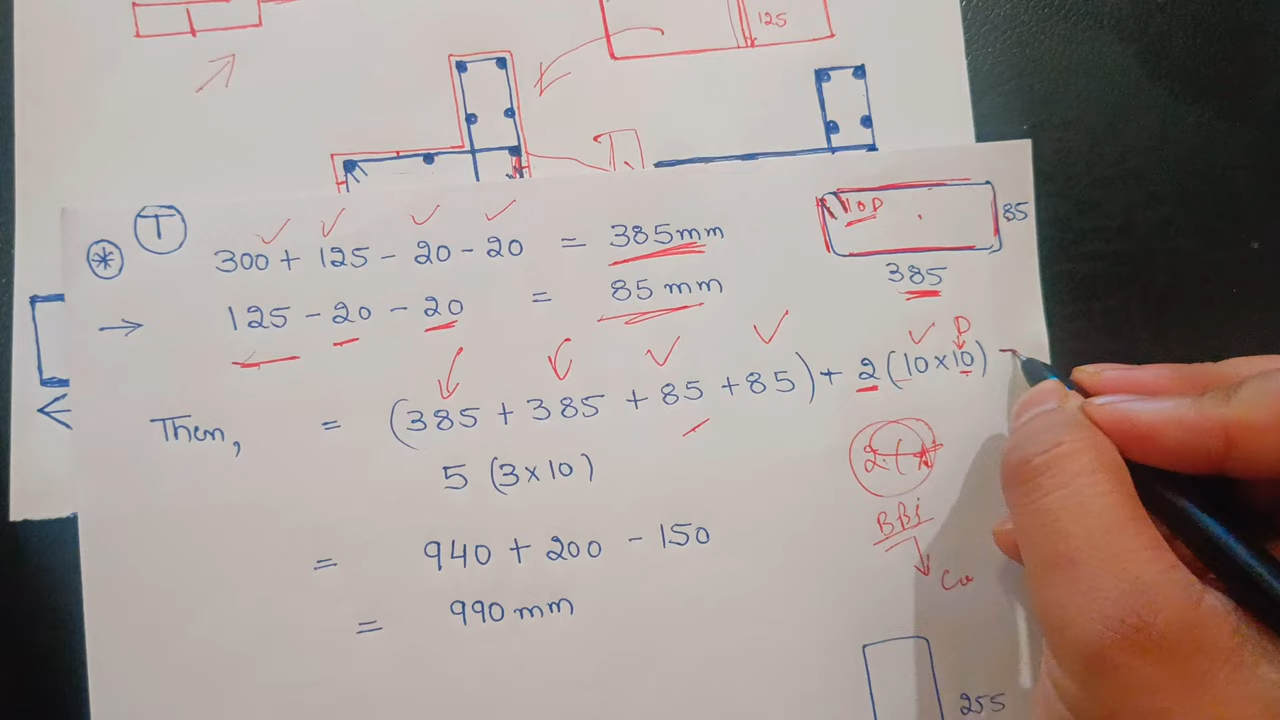 125
T
* 300 + 125 - 20 - 20 = 385mm
→ 125 - 20 - 20 = 85 mm
10D
85
385
D
Then, = (385 + 385 + 85 + 85) + 2 (10 x 10) -
5 (3 x 10)
BBS
= 940 + 200 - 150
= 990 mm
255